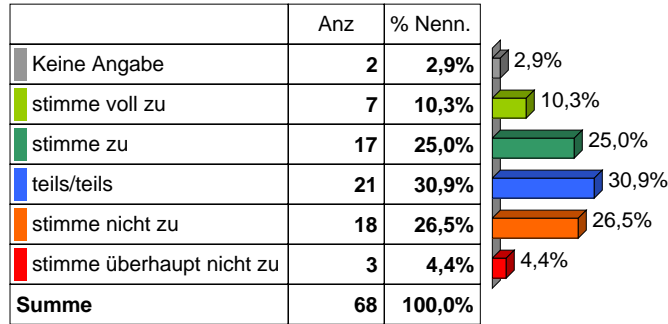 Anz % Nenn.
Keine Angabe 2 2,9% 2,9%
stimme voll zu 7 10,3% 10,3%
stimme zu 17 25,0% 25,0%
teils/teils 21 30,9% 30,9%
stimme nicht zu 18 26,5% 26,5%
stimme überhaupt nicht zu 3 4,4% 4,4%
Summe 68 100,0%